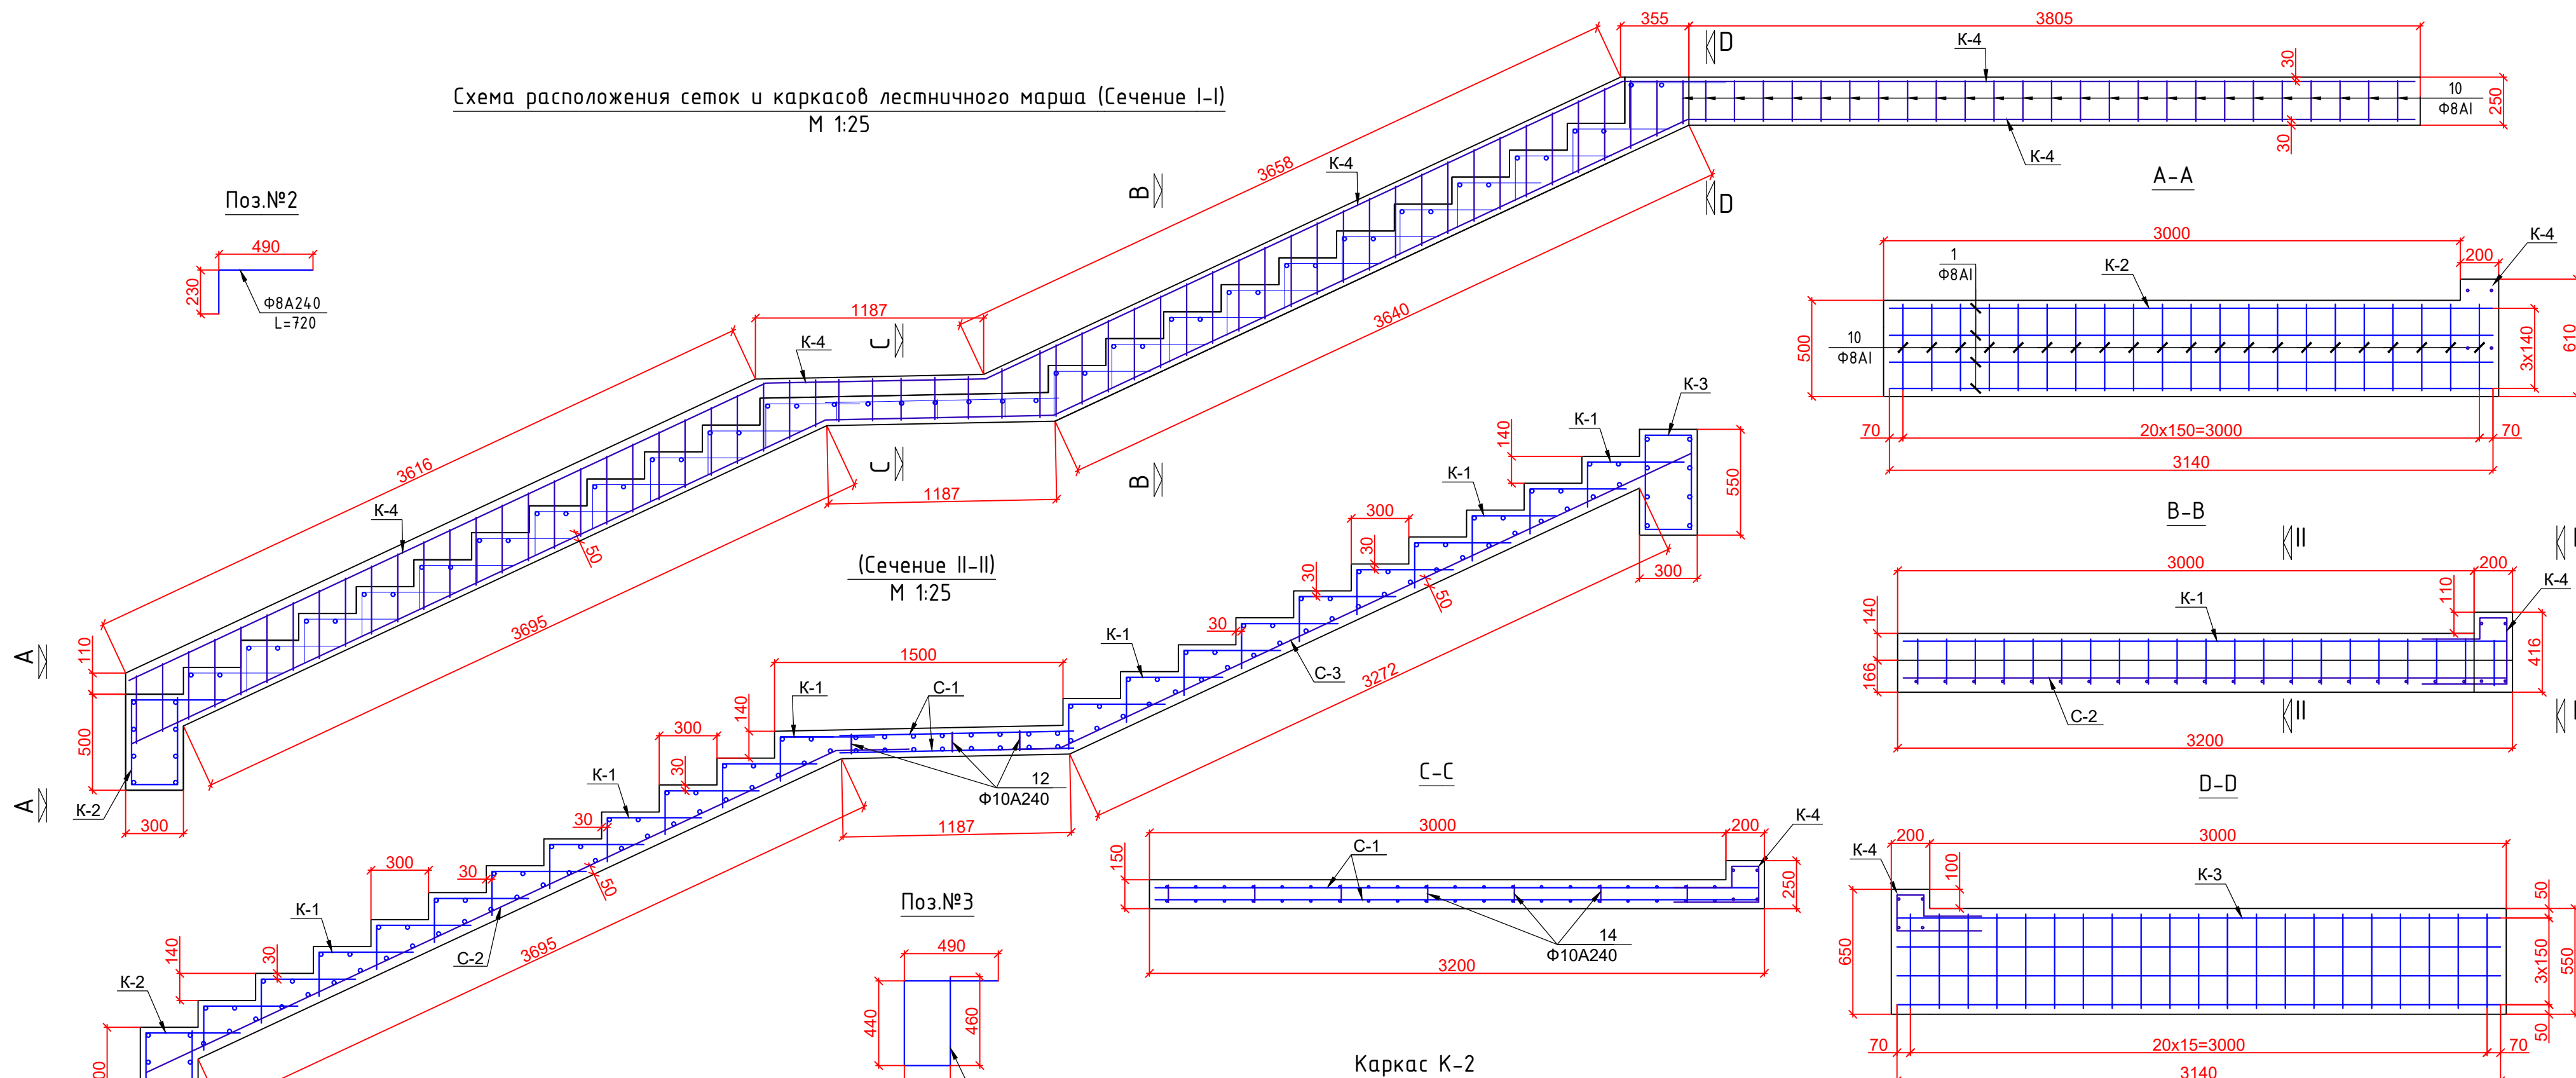 Схема расположения сеток и каркасов лестничного марша (Сечение I-I)
М 1:25
355
3805
D
К-4
30
10
Ф8АI
250
30
К-4
D
3658
К-4
В
В
3640
Поз.№2
490
230
Ф8А240
L=720
1187
К-4
С
С
1187
3616
К-4
50
3695
А
А
110
500
К-2
300
А-А
3000
200
К-4
1
Ф8АI
К-2
10
Ф8АI
500
3х140
610
70
20х150=3000
70
3140
(Сечение II-II)
М 1:25
К-3
К-1
140
К-1
550
300
30
30
50
300
30
К-1
С-3
3272
1500
К-1
С-1
140
300
30
К-1
12
Ф10А240
1187
30
50
300
30
К-1
С-2
3695
140
30
К-2
В-В
II
3000
200
К-4
110
140
К-1
416
166
С-2
II
3200
С-С
3000
200
К-4
150
С-1
250
14
Ф10А240
3200
D-D
200
3000
К-4
100
К-3
50
650
3х150
550
50
70
20х15=3000
70
3140
Поз.№3
490
440
460
Каркас К-2